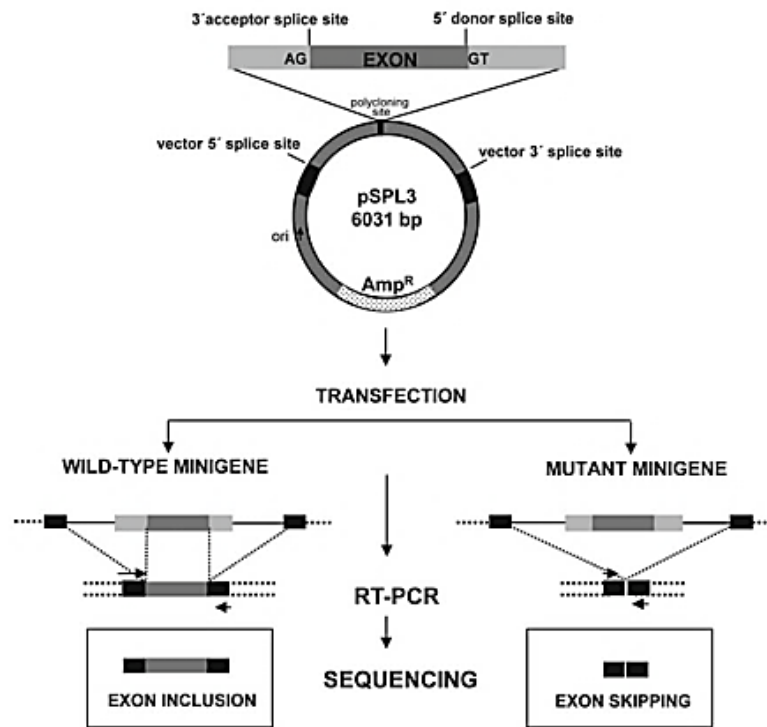 3´acceptor splice site
5´ donor splice site
AG
EXON
GT
polycloning
site
vector 5´ splice site
vector 3´ splice site
pSPL3
6031 bp
ori
Amp^R
TRANSFECTION
WILD-TYPE MINIGENE
MUTANT MINIGENE
RT-PCR
SEQUENCING
EXON INCLUSION
EXON SKIPPING